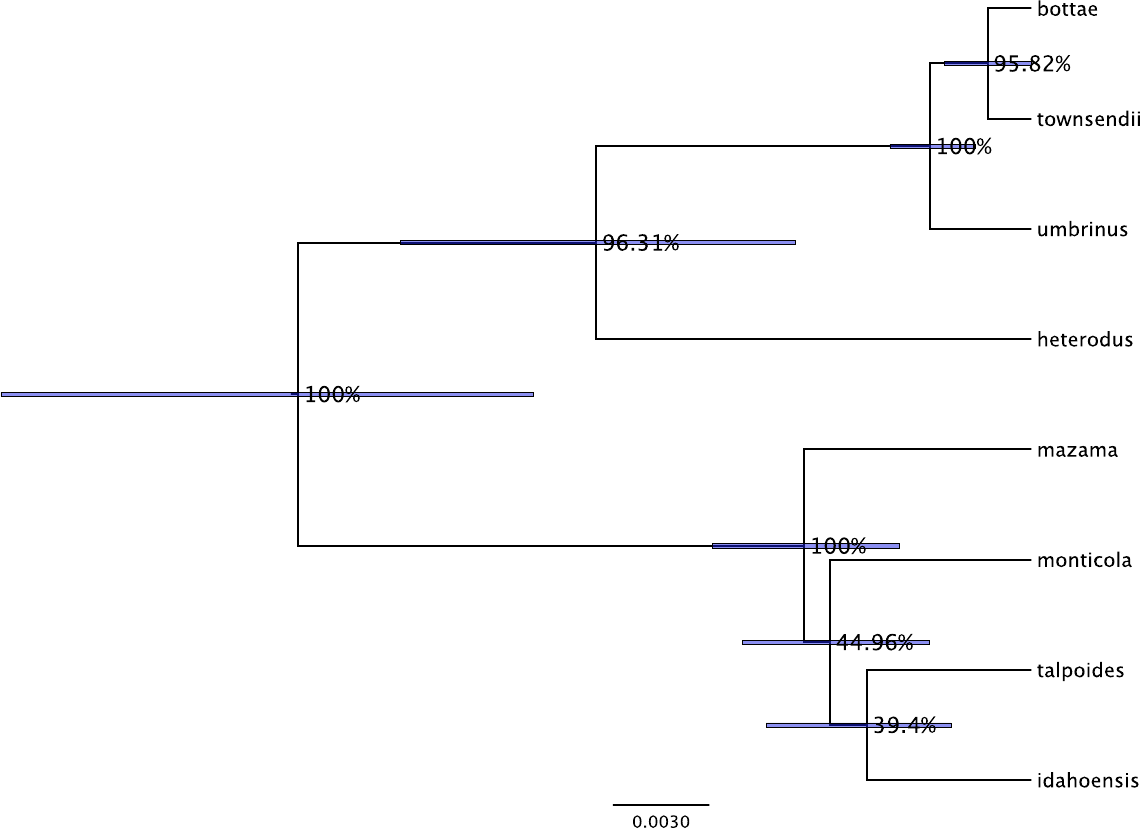 bottae
95.82%
townsendii
100%
umbrinus
96.31%
heterodus
100%
mazama
100%
monticola
44.96%
talpoides
39.4%
idahoensis
0.0030